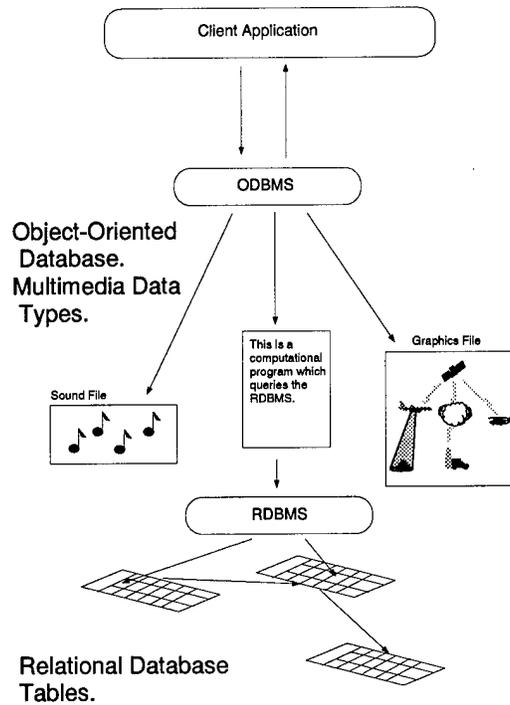 Client Application
ODBMS
Object-Oriented
Database.
Multimedia Data
Types.
Graphics File
This is a
computational
program which
queries the
RDBMS.
Sound File
RDBMS
Relational Database
Tables.